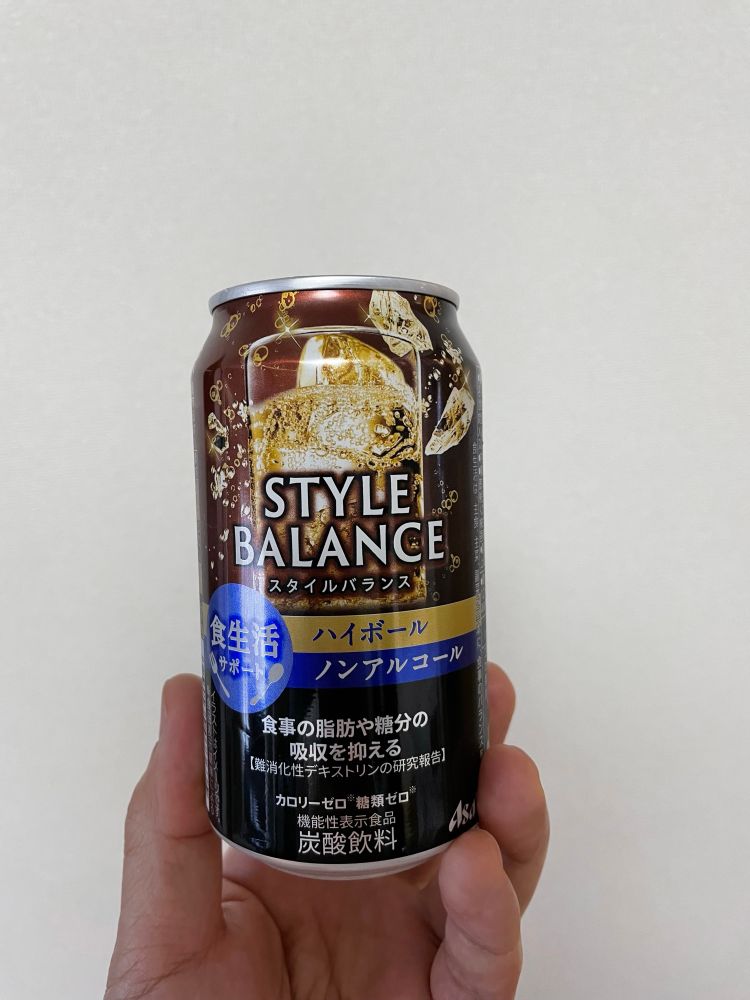 STYLE
BALANCE
スタイルバランス
食生活
サポート
ハイボール
ノンアルコール
食事の脂肪や糖分の
吸収を抑える
【難消化性デキストリンの研究報告】
カロリーゼロ※糖類ゼロ※
機能性表示食品
炭酸飲料